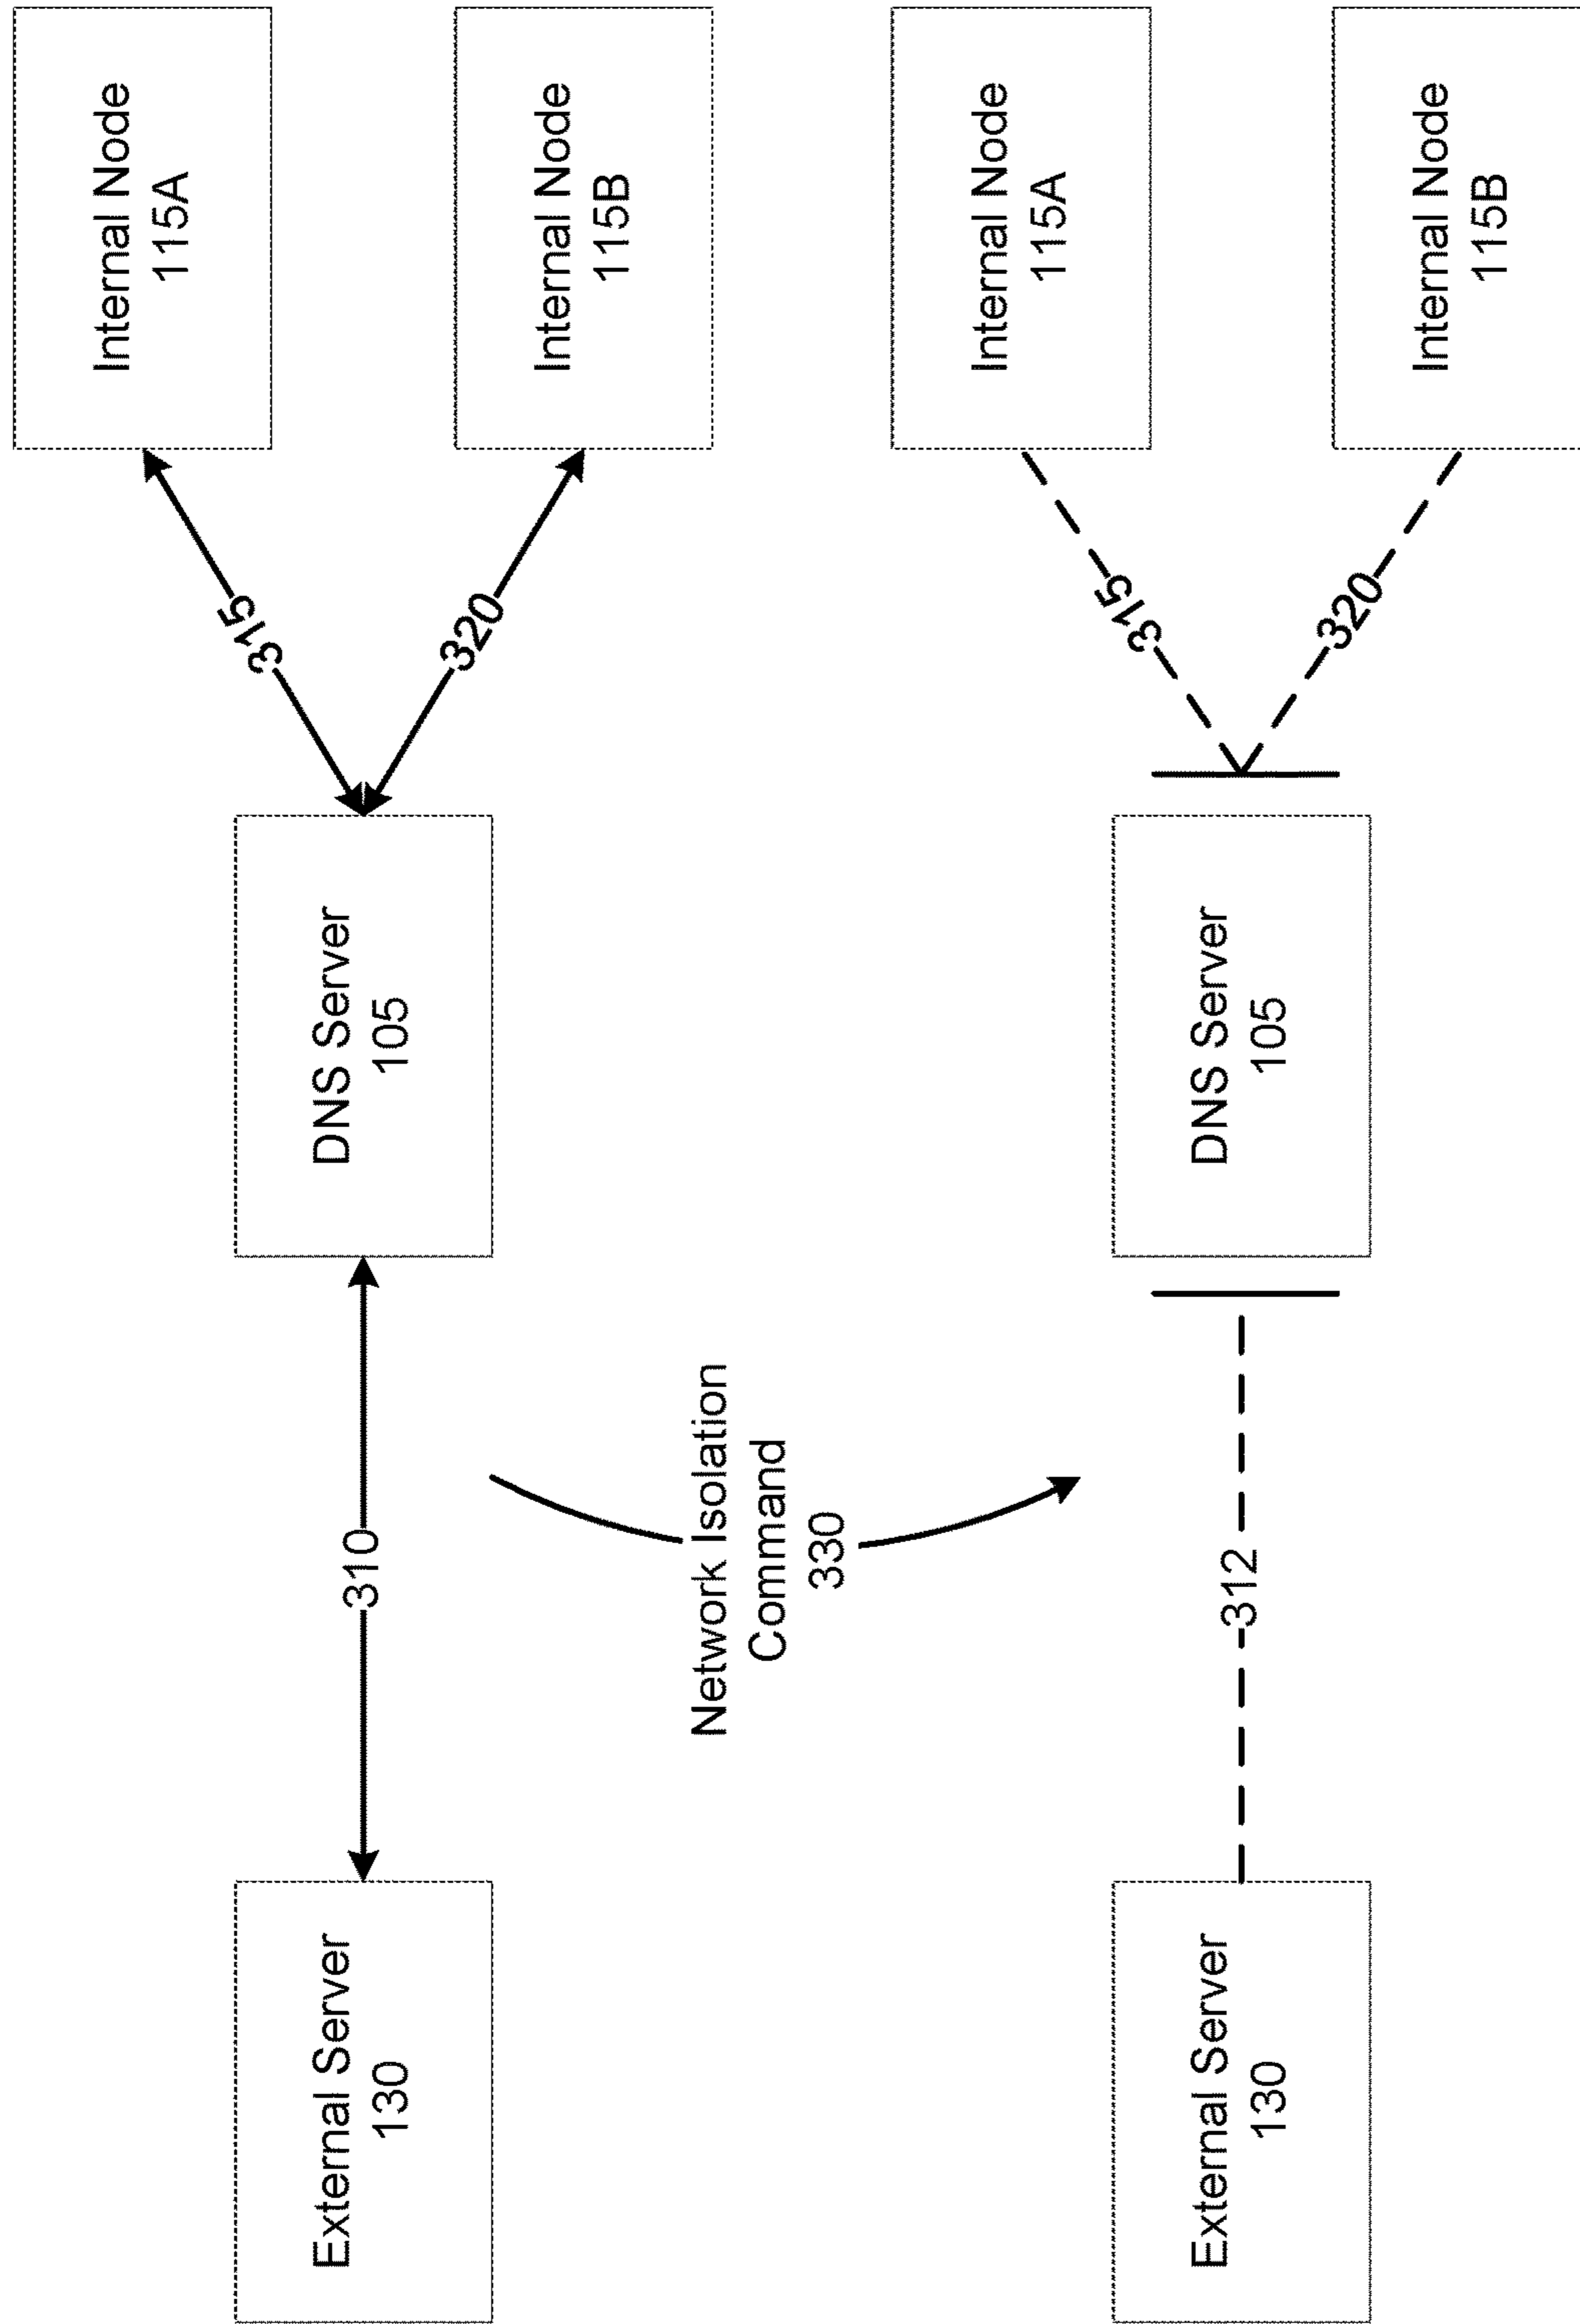 External Server
130
310
DNS Server
105
315
320
Internal Node
115A
Internal Node
115B
Network Isolation
Command
330
External Server
130
312
DNS Server
105
315
320
Internal Node
115A
Internal Node
115B